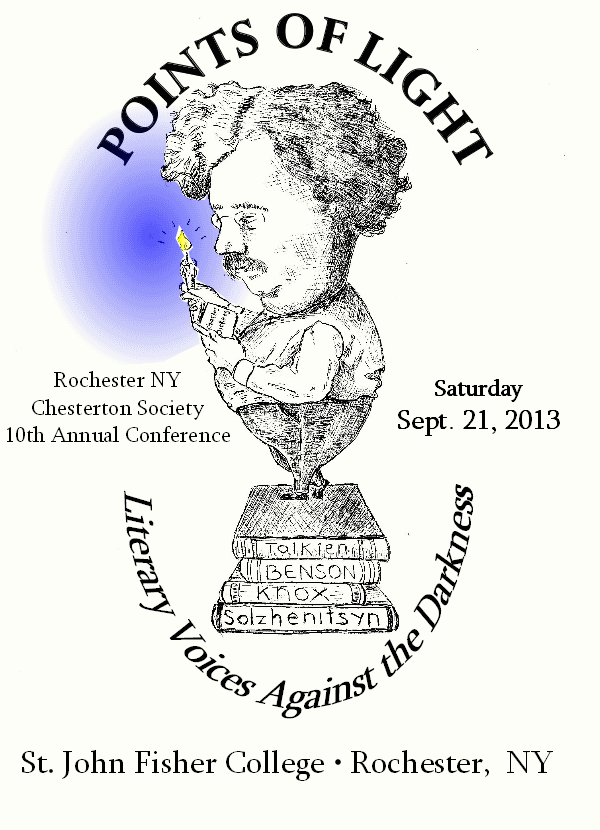 POINTS OF LIGHT
Rochester NY
Chesterton Society
10th Annual Conference
Saturday
Sept. 21, 2013
Tolkien
BENSON
KNOX
Solzhenitsyn
Literary Voices Against the Darkness
St. John Fisher College • Rochester, NY